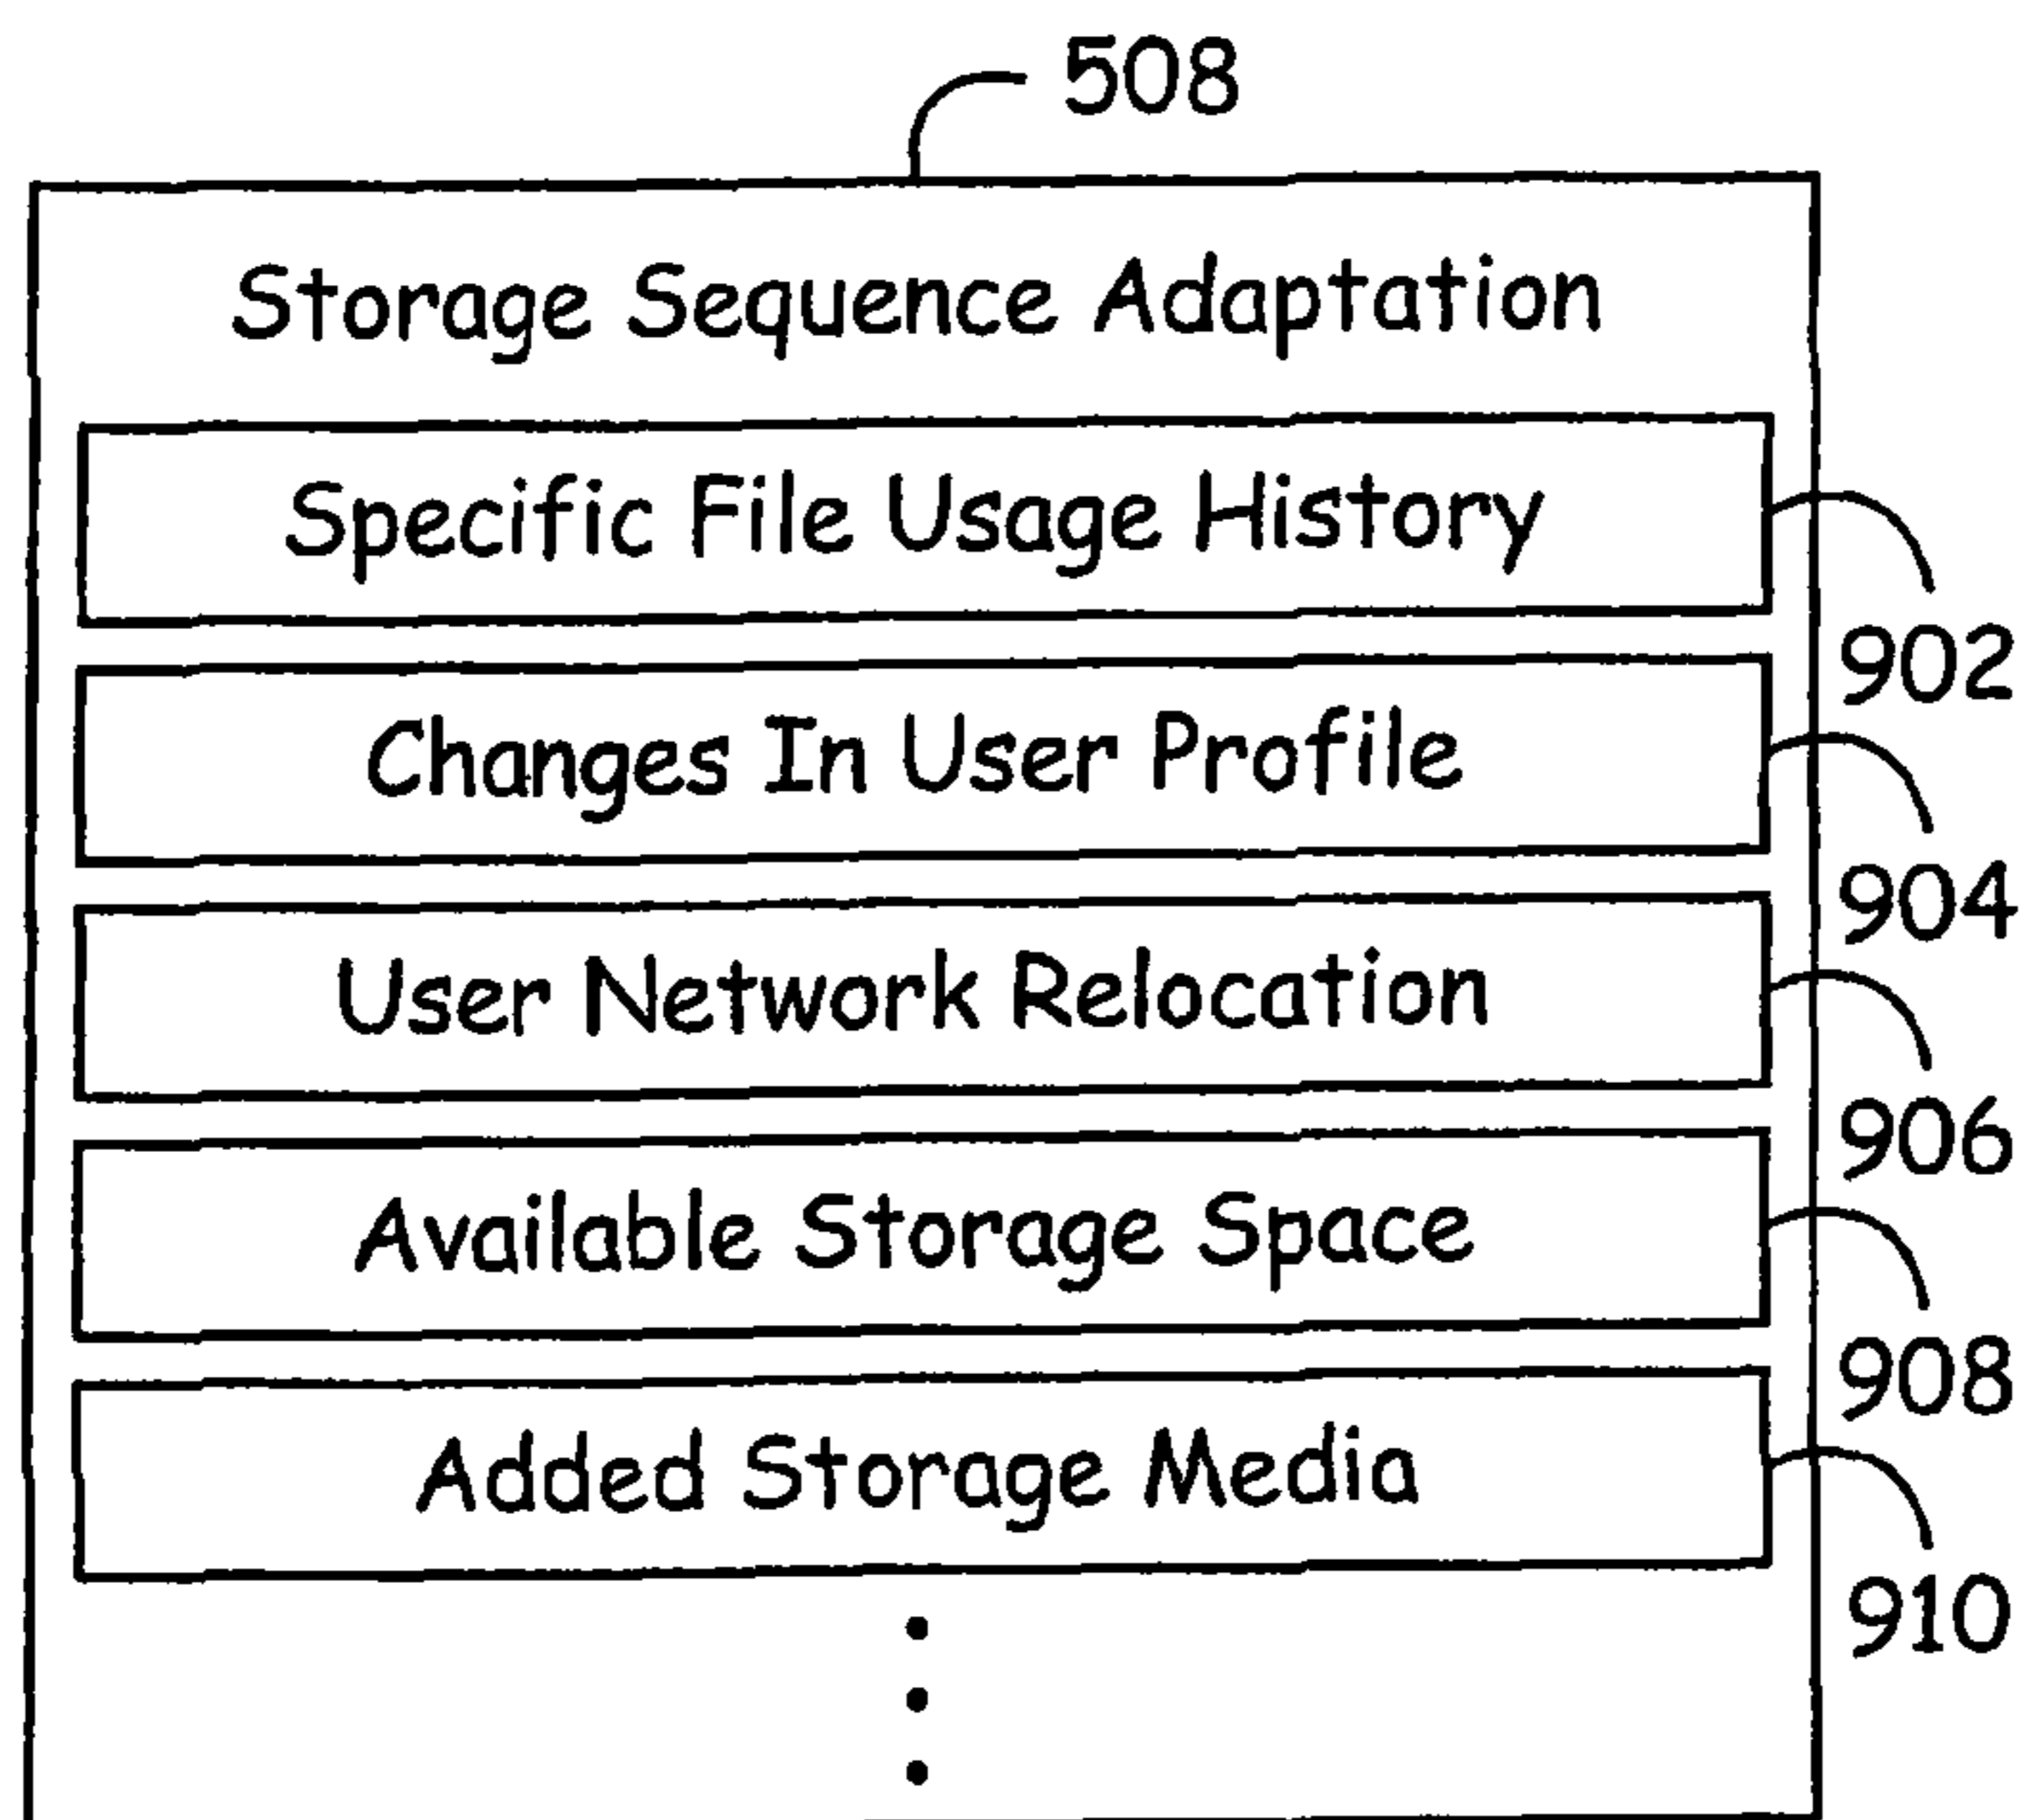 508
Storage Sequence Adaptation
Specific File Usage History
902
Changes In User Profile
904
User Network Relocation
906
Available Storage Space
908
Added Storage Media
910